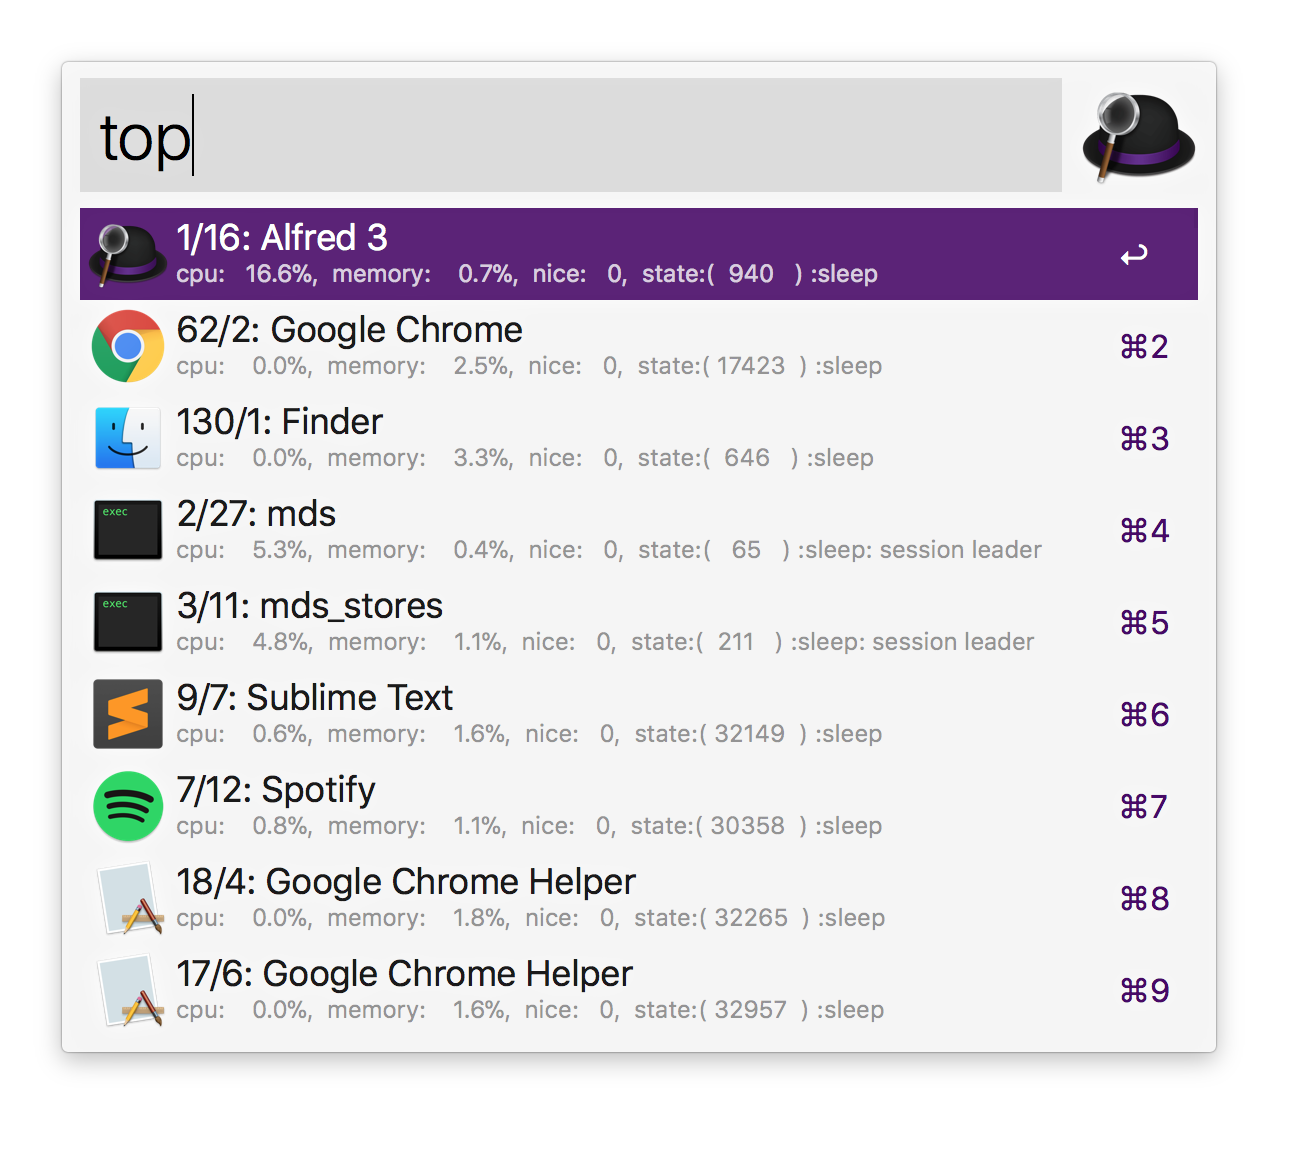 top
1/16: Alfred 3
cpu: 16.6%, memory: 0.7%, nice: 0, state:( 940 ) :sleep
↩
62/2: Google Chrome
cpu: 0.0%, memory: 2.5%, nice: 0, state:( 17423 ) :sleep
⌘2
130/1: Finder
cpu: 0.0%, memory: 3.3%, nice: 0, state:( 646 ) :sleep
⌘3
exec
2/27: mds
cpu: 5.3%, memory: 0.4%, nice: 0, state:( 65 ) :sleep: session leader
⌘4
exec
3/11: mds_stores
cpu: 4.8%, memory: 1.1%, nice: 0, state:( 211 ) :sleep: session leader
⌘5
9/7: Sublime Text
cpu: 0.6%, memory: 1.6%, nice: 0, state:( 32149 ) :sleep
⌘6
7/12: Spotify
cpu: 0.8%, memory: 1.1%, nice: 0, state:( 30358 ) :sleep
⌘7
18/4: Google Chrome Helper
cpu: 0.0%, memory: 1.8%, nice: 0, state:( 32265 ) :sleep
⌘8
17/6: Google Chrome Helper
cpu: 0.0%, memory: 1.6%, nice: 0, state:( 32957 ) :sleep
⌘9